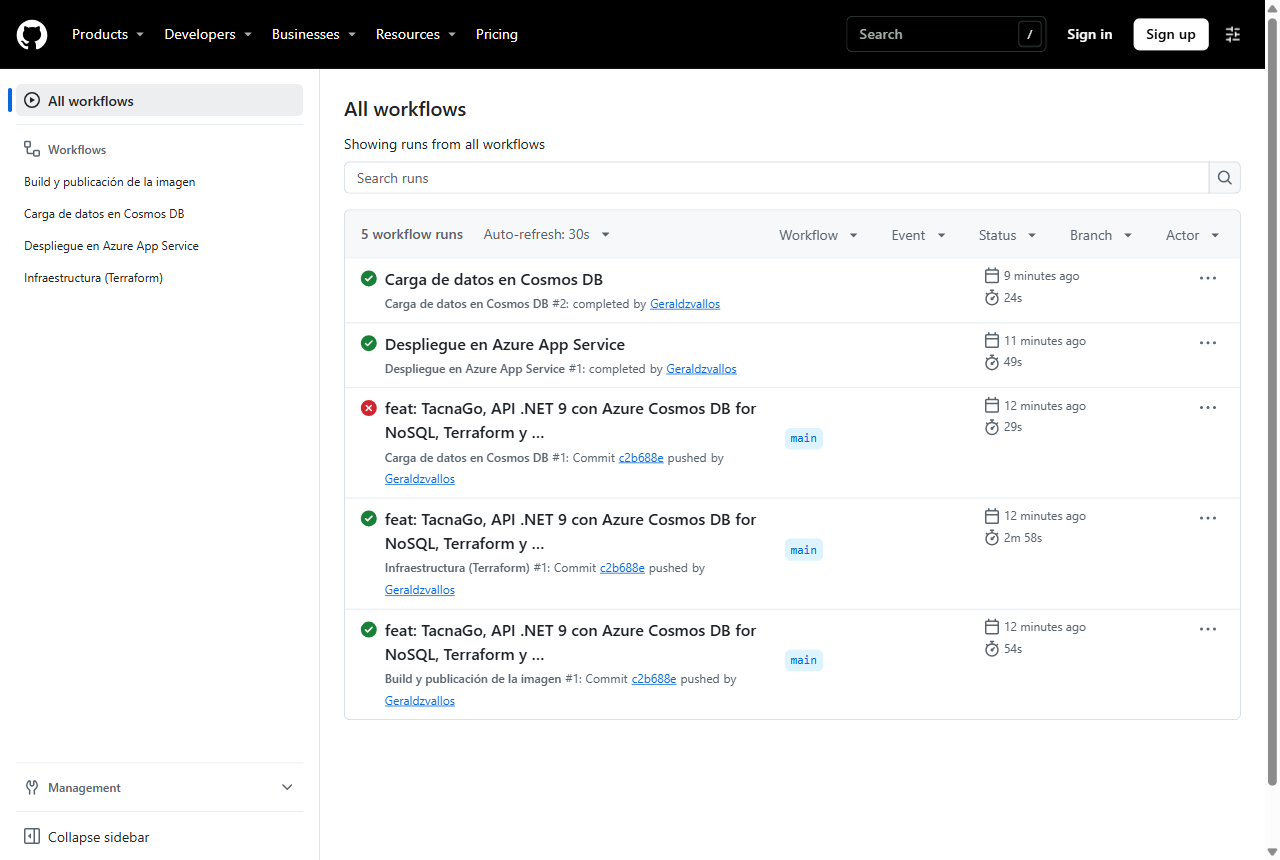 Products Developers Businesses Resources Pricing Search / Sign in Sign up
All workflows
Workflows
Build y publicación de la imagen
Carga de datos en Cosmos DB
Despliegue en Azure App Service
Infraestructura (Terraform)
Management
Collapse sidebar
All workflows
Showing runs from all workflows
Search runs
5 workflow runs Auto-refresh: 30s Workflow Event Status Branch Actor
Carga de datos en Cosmos DB
Carga de datos en Cosmos DB #2: completed by Geraldzvallos
9 minutes ago
24s
Despliegue en Azure App Service
Despliegue en Azure App Service #1: completed by Geraldzvallos
11 minutes ago
49s
feat: TacnaGo, API .NET 9 con Azure Cosmos DB for
NoSQL, Terraform y ...
Carga de datos en Cosmos DB #1: Commit c2b688e pushed by
Geraldzvallos
main
12 minutes ago
29s
feat: TacnaGo, API .NET 9 con Azure Cosmos DB for
NoSQL, Terraform y ...
Infraestructura (Terraform) #1: Commit c2b688e pushed by
Geraldzvallos
main
12 minutes ago
2m 58s
feat: TacnaGo, API .NET 9 con Azure Cosmos DB for
NoSQL, Terraform y ...
Build y publicación de la imagen #1: Commit c2b688e pushed by
Geraldzvallos
main
12 minutes ago
54s